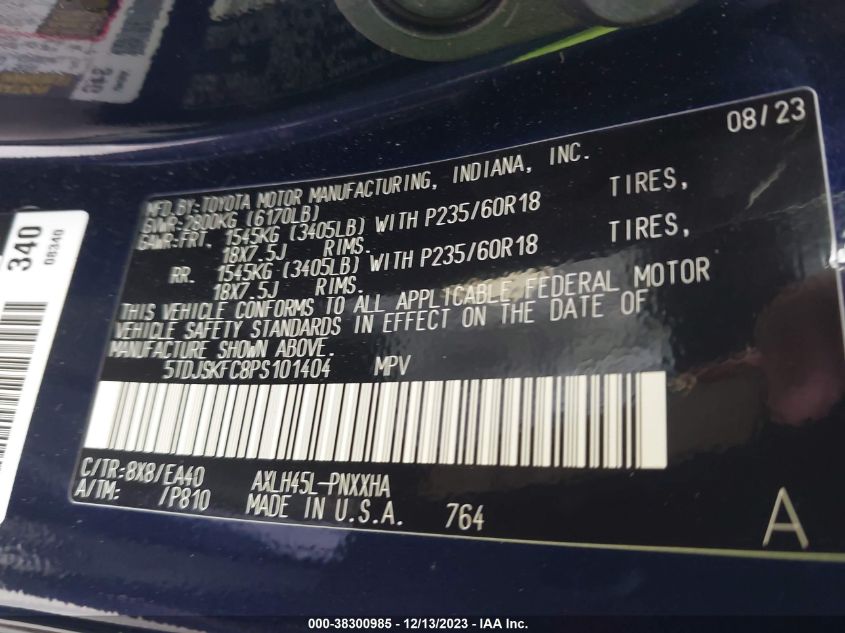 08/23
MFD.BY:TOYOTA MOTOR MANUFACTURING, INDIANA, INC.
GVWR:2800KG (6170LB)
GAWR:FRT. 1545KG (3405LB) WITH P235/60R18 TIRES,
18X7.5J RIMS.
RR. 1545KG (3405LB) WITH P235/60R18 TIRES,
18X7.5J RIMS.
THIS VEHICLE CONFORMS TO ALL APPLICABLE FEDERAL MOTOR
VEHICLE SAFETY STANDARDS IN EFFECT ON THE DATE OF
MANUFACTURE SHOWN ABOVE.
5TDJSKFC8PS101404 MPV
C/TR:8X8/EA40 AXLH45L-PNXXHA
A/TM: /P810 MADE IN U.S.A. 764
A
340
08340
000-38300985 - 12/13/2023 - IAA Inc.